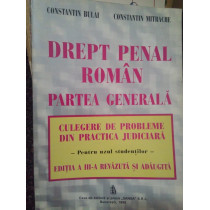 CONSTANTIN BULAI CONSTANTIN MITRACHE
DREPT PENAL
ROMÂN
PARTEA GENERALĂ
CULEGERE DE PROBLEME
DIN PRACTICA JUDICIARĂ
- Pentru uzul studenţilor -
EDIŢIA A III-A REVĂZUTĂ ŞI ADĂUGITĂ